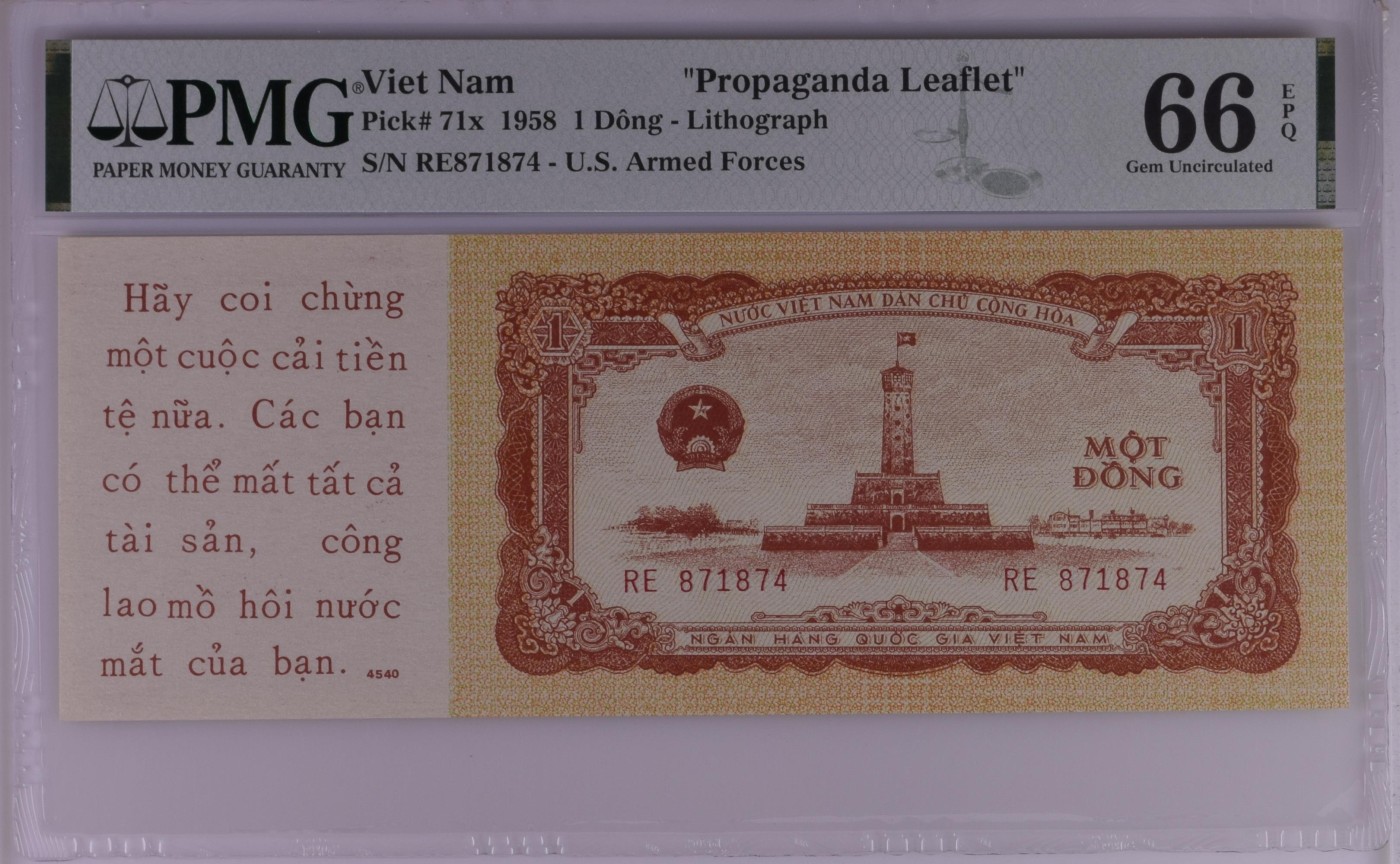 PMG®
PAPER MONEY GUARANTY
Viet Nam "Propaganda Leaflet"
Pick# 71x 1958 1 Dông - Lithograph
S/N RE871874 - U.S. Armed Forces
66 EPQ
Gem Uncirculated
Hãy coi chừng
một cuộc cải tiền
tệ nữa. Các bạn
có thể mất tất cả
tài sản, công
lao mồ hôi nước
mắt của bạn. 4540
NƯỚC VIỆT NAM DÂN CHỦ CỘNG HÒA
1 1
MỘT
ĐỒNG
RE 871874 RE 871874
NGÂN HÀNG QUỐC GIA VIỆT NAM